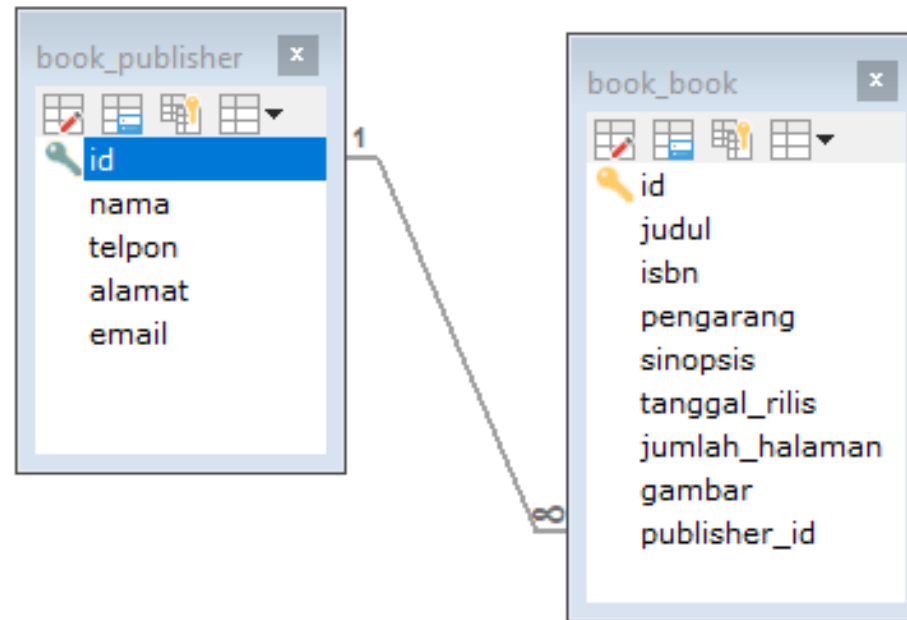 book_publisher
id
nama
telpon
alamat
email
1
∞
book_book
id
judul
isbn
pengarang
sinopsis
tanggal_rilis
jumlah_halaman
gambar
publisher_id